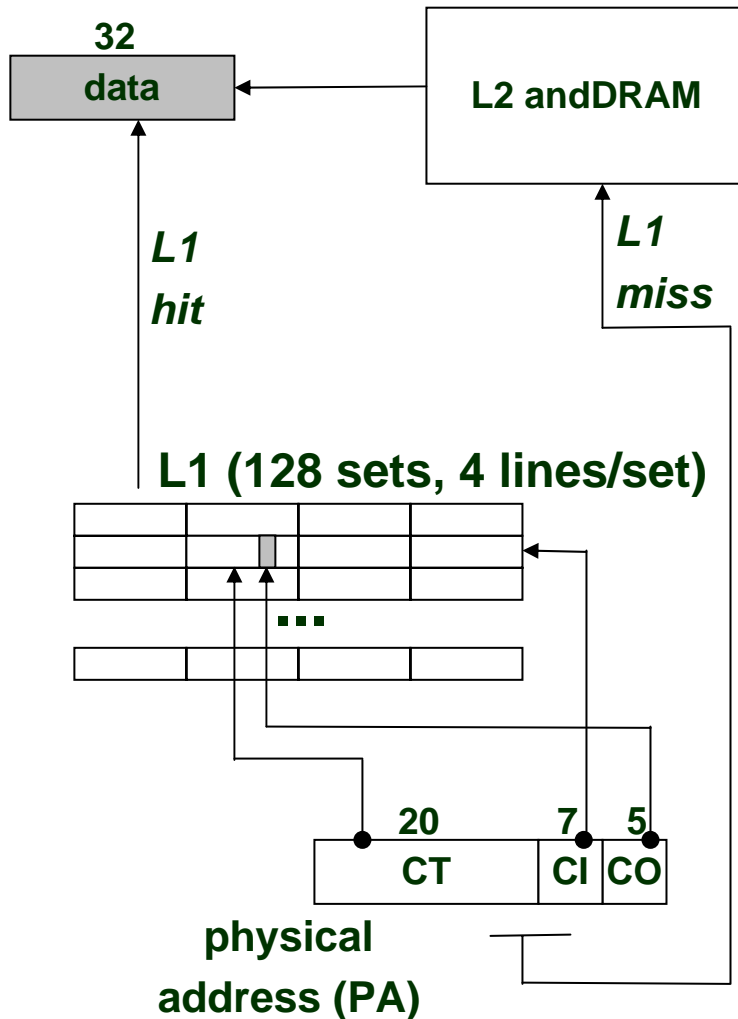 32
data
L2 andDRAM
L1
hit
L1
miss
L1 (128 sets, 4 lines/set)
...
20
7
5
CT
CI
CO
physical
address (PA)